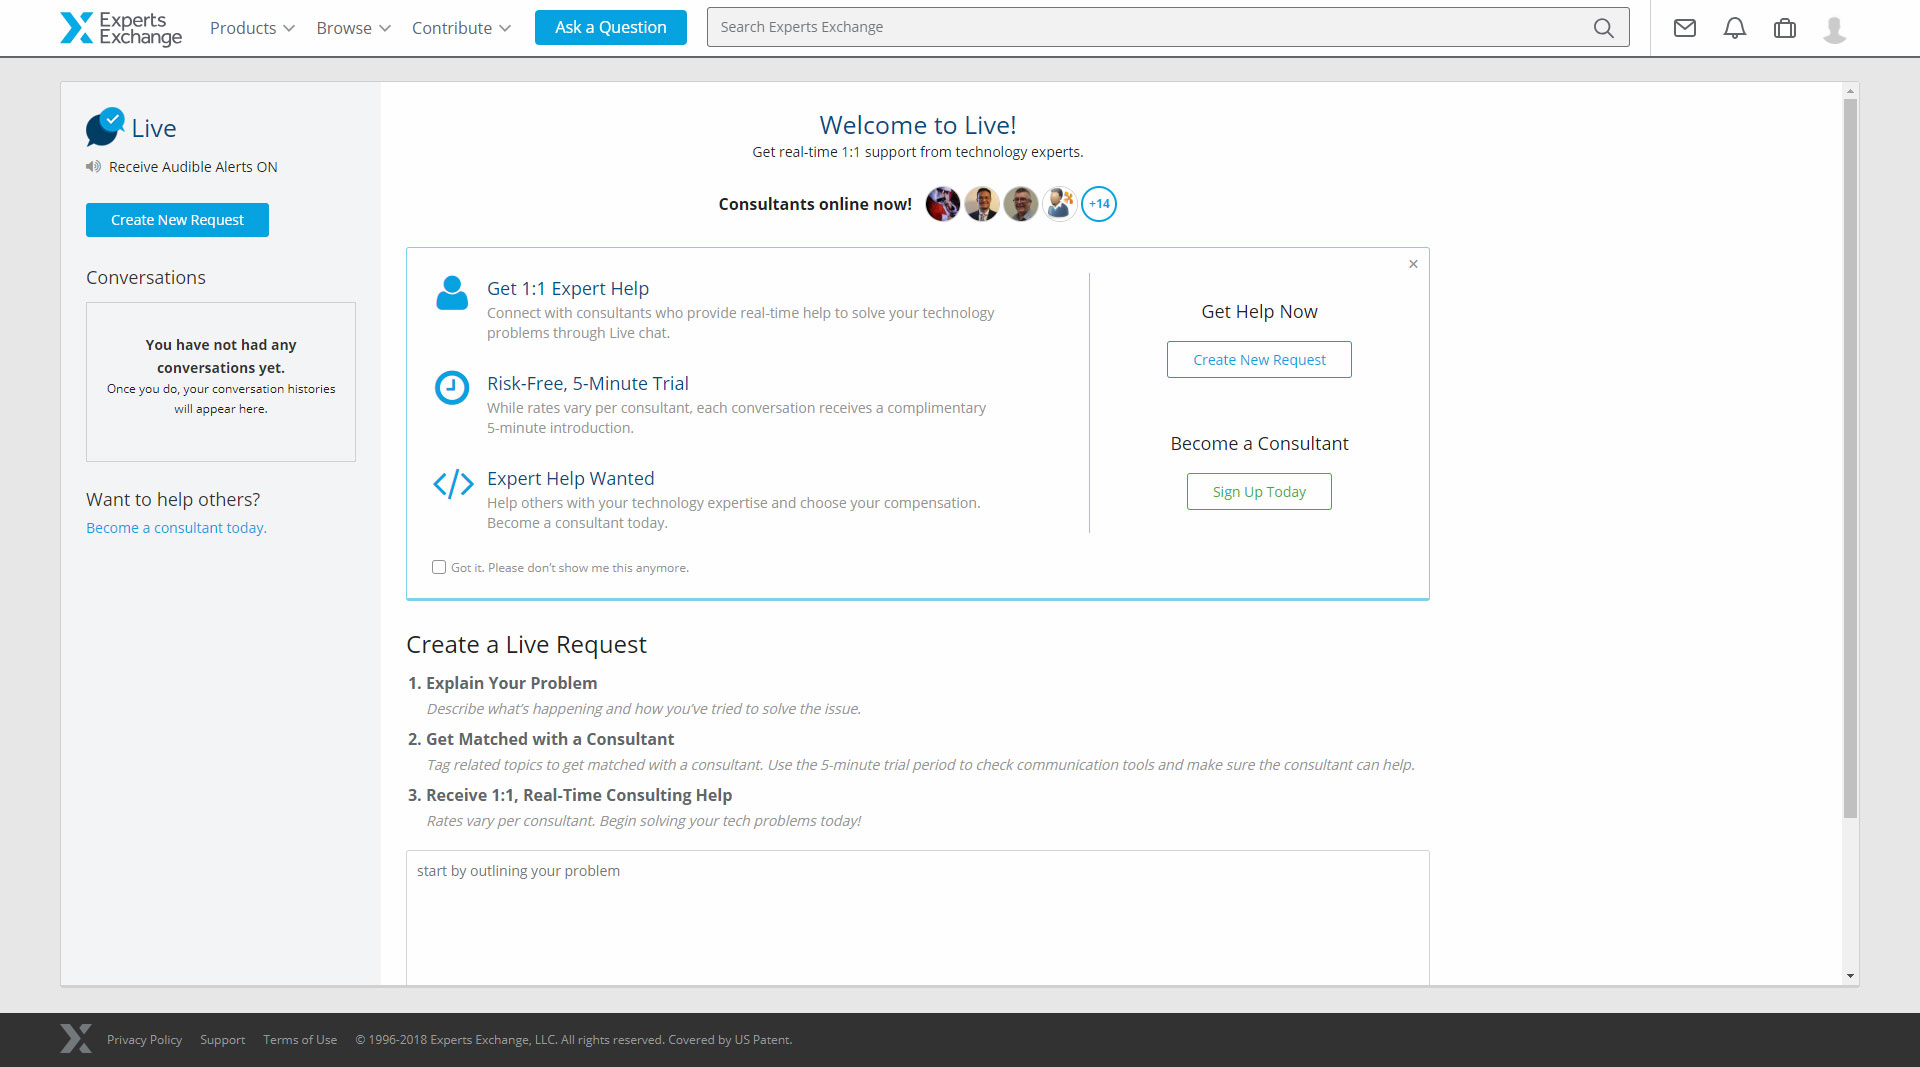 Experts
Exchange
Products
Browse
Contribute
Ask a Question
Search Experts Exchange
Live
Receive Audible Alerts ON
Create New Request
Conversations
You have not had any
conversations yet.
Once you do, your conversation histories
will appear here.
Want to help others?
Become a consultant today.
Welcome to Live!
Get real-time 1:1 support from technology experts.
Consultants online now!
+14
×
Get 1:1 Expert Help
Connect with consultants who provide real-time help to solve your technology
problems through Live chat.
Risk-Free, 5-Minute Trial
While rates vary per consultant, each conversation receives a complimentary
5-minute introduction.
Expert Help Wanted
Help others with your technology expertise and choose your compensation.
Become a consultant today.
Got it. Please don't show me this anymore.
Get Help Now
Create New Request
Become a Consultant
Sign Up Today
Create a Live Request
1. Explain Your Problem
Describe what's happening and how you've tried to solve the issue.
2. Get Matched with a Consultant
Tag related topics to get matched with a consultant. Use the 5-minute trial period to check communication tools and make sure the consultant can help.
3. Receive 1:1, Real-Time Consulting Help
Rates vary per consultant. Begin solving your tech problems today!
start by outlining your problem
Privacy Policy
Support
Terms of Use
© 1996-2018 Experts Exchange, LLC. All rights reserved. Covered by US Patent.